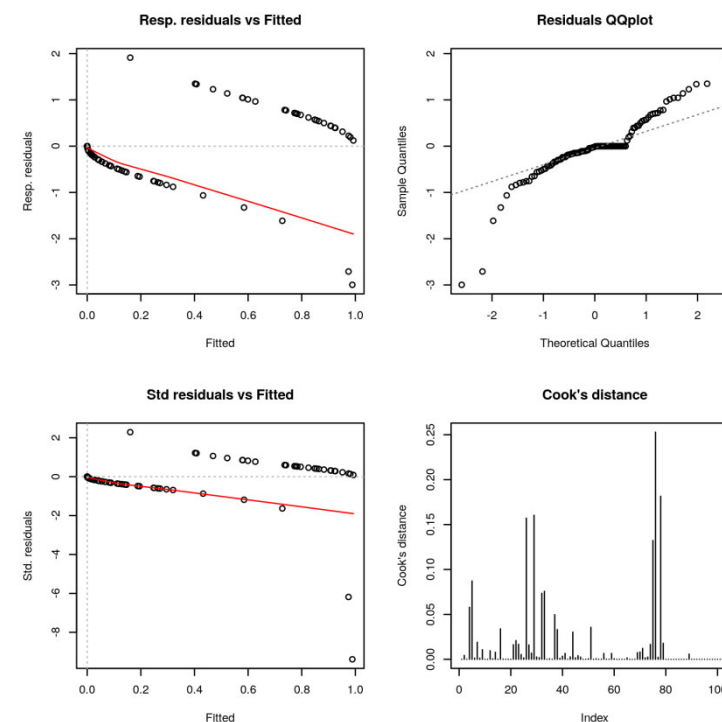 Resp. residuals vs Fitted
Resp. residuals
2
1
0
-1
-2
-3
0.0 0.2 0.4 0.6 0.8 1.0
Fitted
Residuals QQplot
Sample Quantiles
2
1
0
-1
-2
-3
-2 -1 0 1 2
Theoretical Quantiles
Std residuals vs Fitted
Std. residuals
2
0
-2
-4
-6
-8
0.0 0.2 0.4 0.6 0.8 1.0
Fitted
Cook's distance
Cook's distance
0.25
0.20
0.15
0.10
0.05
0.00
0 20 40 60 80
Index